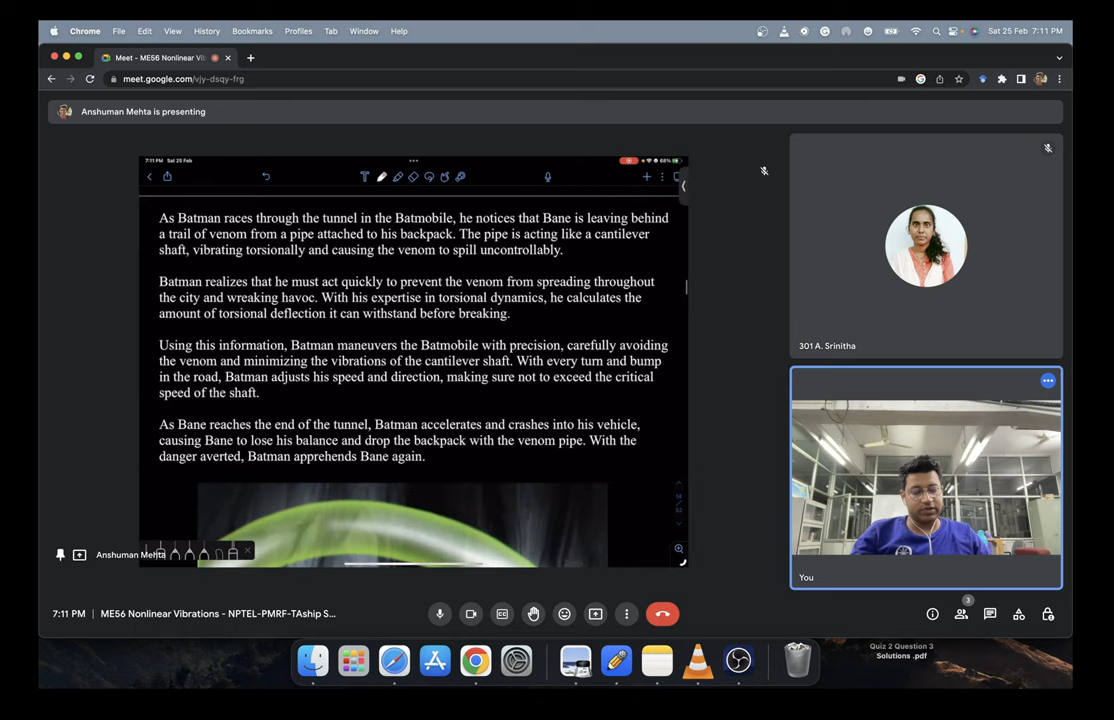 Chrome File Edit View History Bookmarks Profiles Tab Window Help Sat 25 Feb 7:11 PM
Meet - ME56 Nonlinear Vib
meet.google.com/vjy-dsqy-frg
Anshuman Mehta is presenting
7:11 PM Sat 25 Feb 68%
As Batman races through the tunnel in the Batmobile, he notices that Bane is leaving behind
a trail of venom from a pipe attached to his backpack. The pipe is acting like a cantilever
shaft, vibrating torsionally and causing the venom to spill uncontrollably.
Batman realizes that he must act quickly to prevent the venom from spreading throughout
the city and wreaking havoc. With his expertise in torsional dynamics, he calculates the
amount of torsional deflection it can withstand before breaking.
Using this information, Batman maneuvers the Batmobile with precision, carefully avoiding
the venom and minimizing the vibrations of the cantilever shaft. With every turn and bump
in the road, Batman adjusts his speed and direction, making sure not to exceed the critical
speed of the shaft.
As Bane reaches the end of the tunnel, Batman accelerates and crashes into his vehicle,
causing Bane to lose his balance and drop the backpack with the venom pipe. With the
danger averted, Batman apprehends Bane again.
Anshuman Mehta
301 A. Srinitha
You
7:11 PM | ME56 Nonlinear Vibrations - NPTEL-PMRF-TAship S...
3
Quiz 2 Question 3
Solutions .pdf